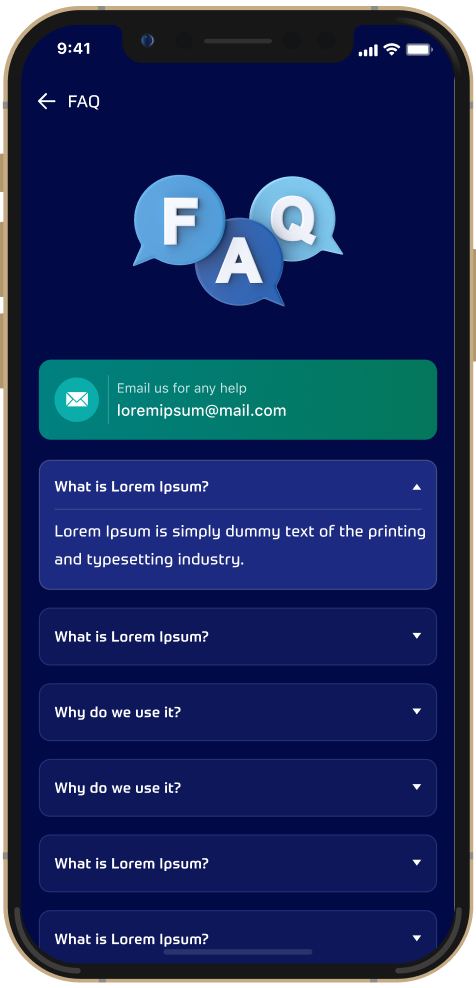 9:41
FAQ
F
A
Q
Email us for any help
loremipsum@mail.com
What is Lorem Ipsum?
Lorem Ipsum is simply dummy text of the printing
and typesetting industry.
What is Lorem Ipsum?
Why do we use it?
Why do we use it?
What is Lorem Ipsum?
What is Lorem Ipsum?